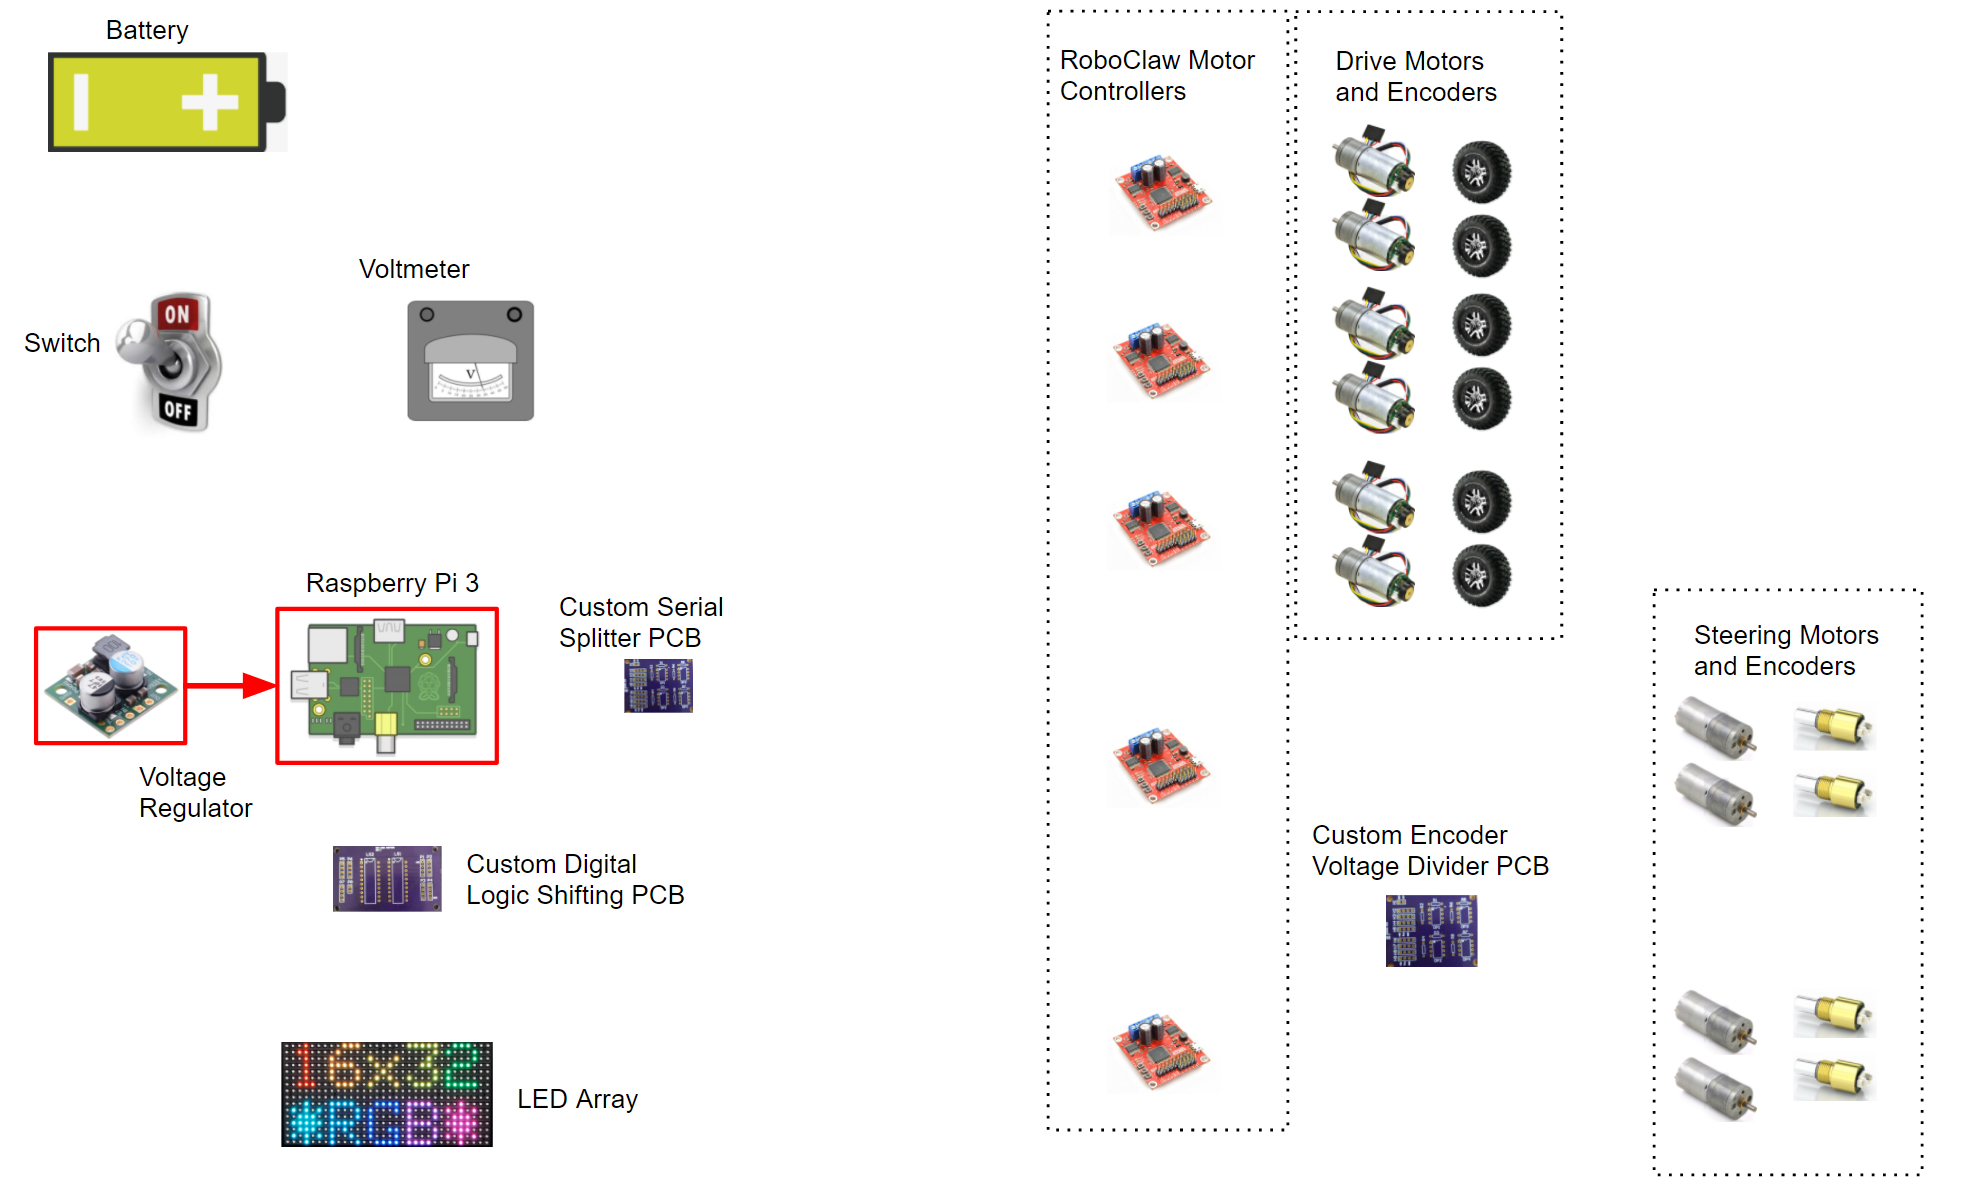 Battery
RoboClaw Motor
Controllers
Drive Motors
and Encoders
Voltmeter
Switch
ON
OFF
V
Raspberry Pi 3
Custom Serial
Splitter PCB
Steering Motors
and Encoders
Voltage
Regulator
Custom Encoder
Voltage Divider PCB
Custom Digital
Logic Shifting PCB
16x32
*RGB*
LED Array